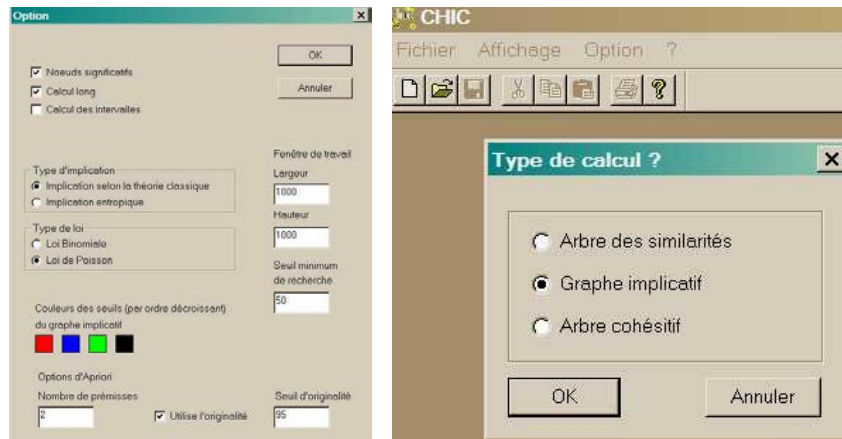 Option
OK
Noeuds significatifs
Calcul long
Annuler
Calcul des intervalles
Fenêtre de travail
Type d'implication
Largeur
Implication selon la théorie classique
1000
Implication entropique
Hauteur
Type de loi
1000
Loi Binomiale
Loi de Poisson
Seuil minimum
de recherche
50
Couleurs des seuils (par ordre décroissant)
du graphe implicatif
Options d'Apriori
Nombre de prémisses
Seuil d'originalité
2
Utilise l'originalité
95
CHIC
Fichier Affichage Option ?
Type de calcul ?
Arbre des similarités
Graphe implicatif
Arbre cohésitif
OK Annuler